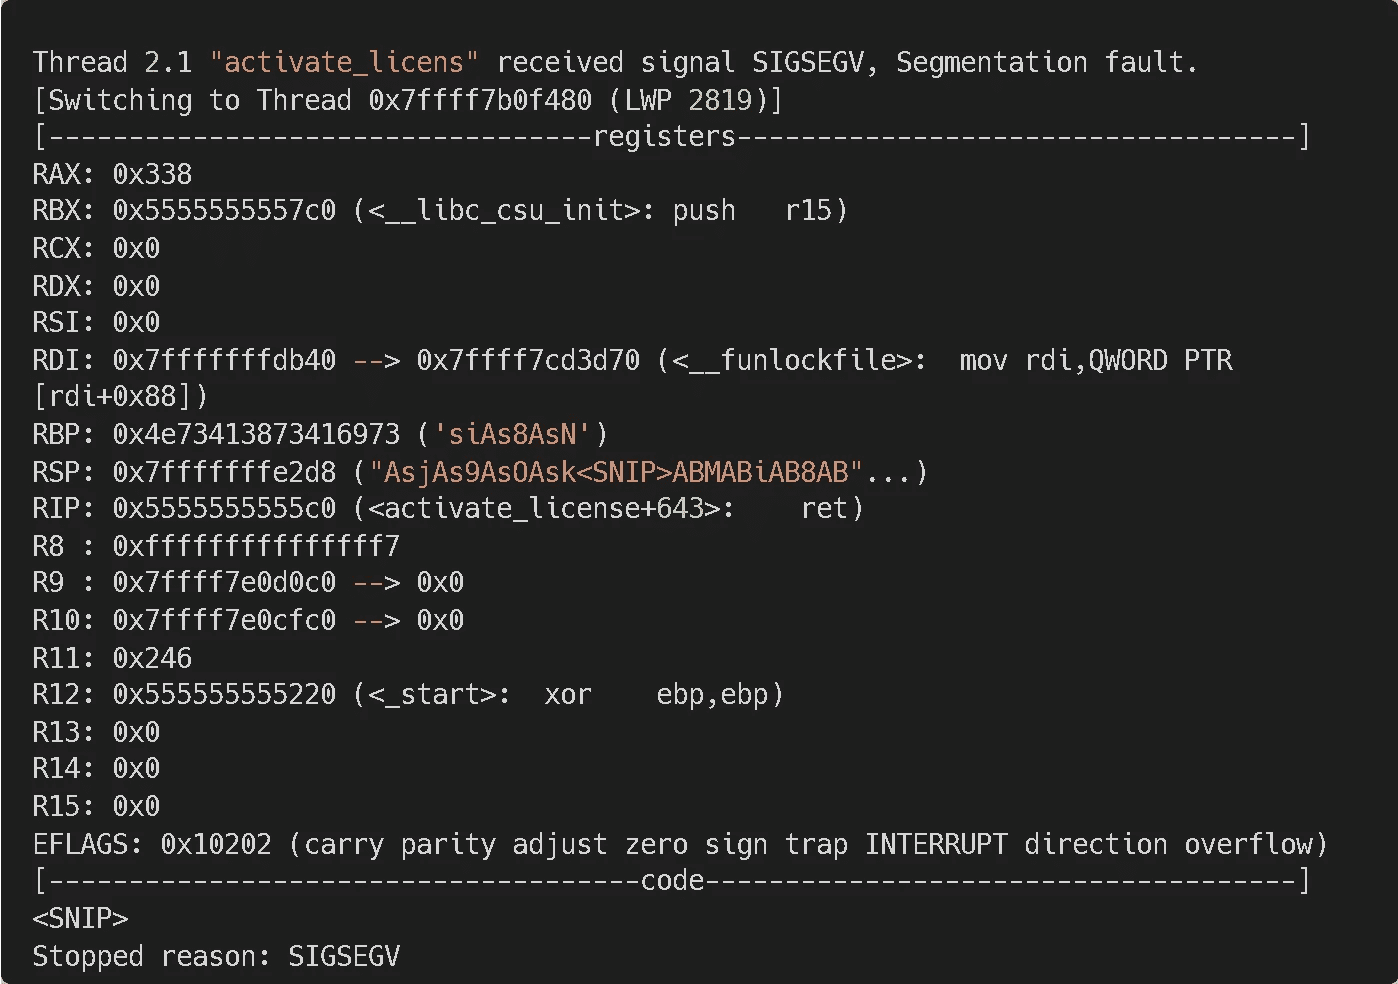 Thread 2.1 "activate_licens" received signal SIGSEGV, Segmentation fault.
[Switching to Thread 0x7ffff7b0f480 (LWP 2819)]
[----------------------------------registers-----------------------------------]
RAX: 0x338
RBX: 0x5555555557c0 (<__libc_csu_init>: push   r15)
RCX: 0x0
RDX: 0x0
RSI: 0x0
RDI: 0x7fffffffdb40 --> 0x7ffff7cd3d70 (<__funlockfile>:  mov rdi,QWORD PTR
[rdi+0x88])
RBP: 0x4e73413873416973 ('siAs8AsN')
RSP: 0x7fffffffe2d8 ("AsjAs9AsOAsk<SNIP>ABMABiAB8AB"...)
RIP: 0x5555555555c0 (<activate_license+643>:    ret)
R8 : 0xfffffffffffffff7
R9 : 0x7ffff7e0d0c0 --> 0x0
R10: 0x7ffff7e0cfc0 --> 0x0
R11: 0x246
R12: 0x555555555220 (<_start>:  xor    ebp,ebp)
R13: 0x0
R14: 0x0
R15: 0x0
EFLAGS: 0x10202 (carry parity adjust zero sign trap INTERRUPT direction overflow)
[-------------------------------------code-------------------------------------]
<SNIP>
Stopped reason: SIGSEGV